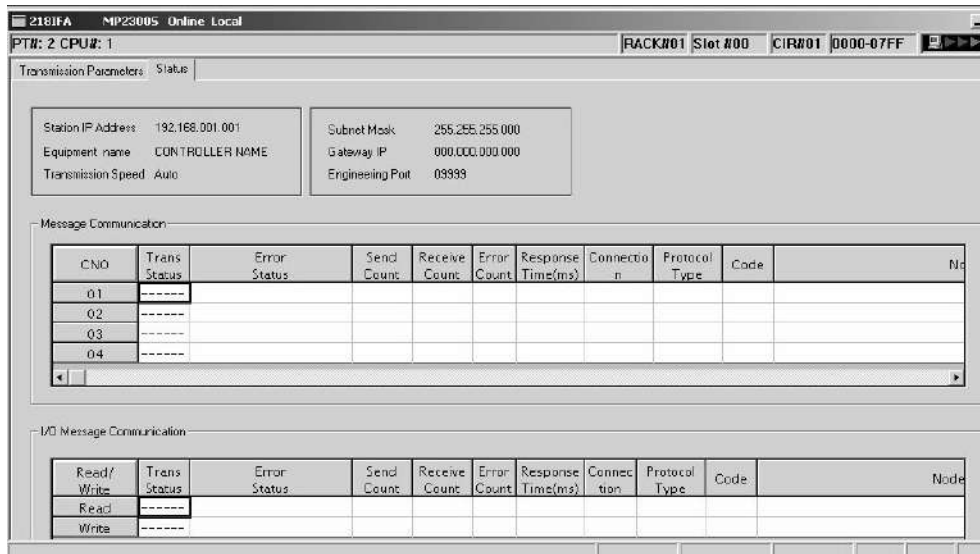 218IFA MP2300S Online Local
PT#: 2 CPU#: 1 RACK#01 Slot #00 CIR#01 0000-07FF
Transmission Parameters Status
Station IP Address 192.168.001.001
Equipment name CONTROLLER NAME
Transmission Speed Auto
Subnet Mask 255.255.255.000
Gateway IP 000.000.000.000
Engineering Port 09999
Message Communication
CNO Trans Status Error Status Send Count Receive Count Error Count Response Time(ms) Connectio n Protocol Type Code No
01 ------
02 ------
03 ------
04 ------
I/O Message Communication
Read/ Write Trans Status Error Status Send Count Receive Count Error Count Response Time(ms) Connec tion Protocol Type Code Node
Read ------
Write ------